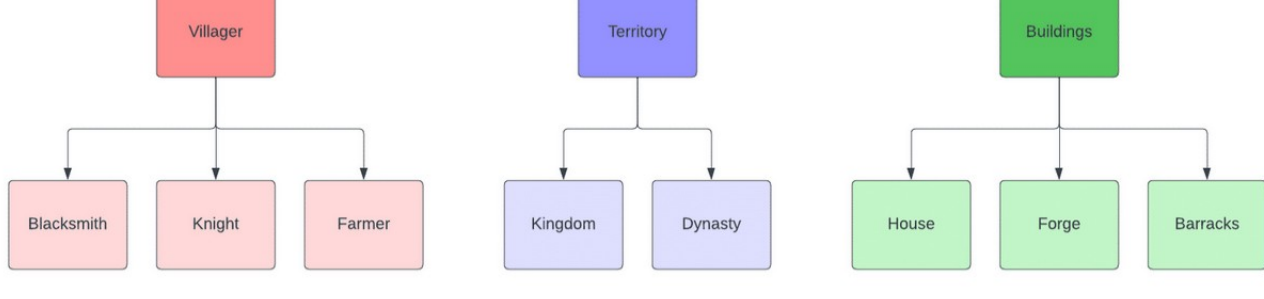 Villager
Territory
Buildings
Blacksmith
Knight
Farmer
Kingdom
Dynasty
House
Forge
Barracks